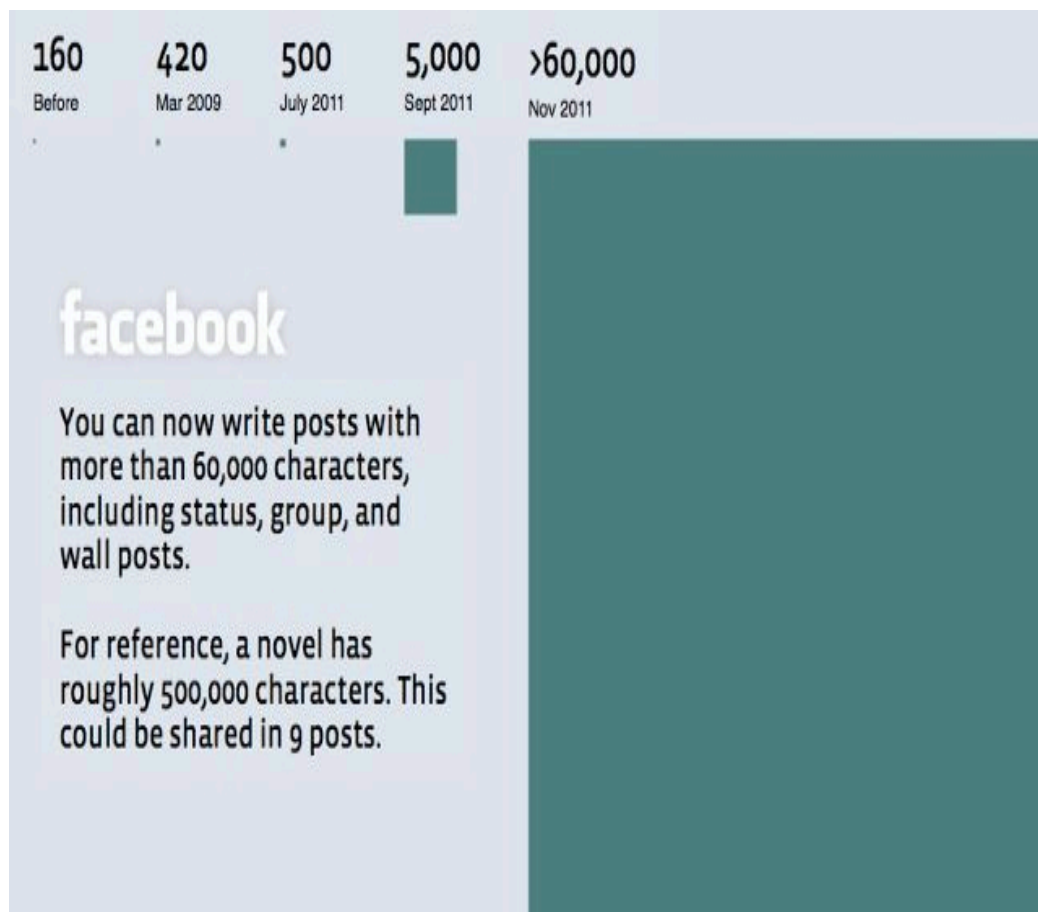 160 420 500 5,000 >60,000
Before Mar 2009 July 2011 Sept 2011 Nov 2011
facebook
You can now write posts with
more than 60,000 characters,
including status, group, and
wall posts.
For reference, a novel has
roughly 500,000 characters. This
could be shared in 9 posts.